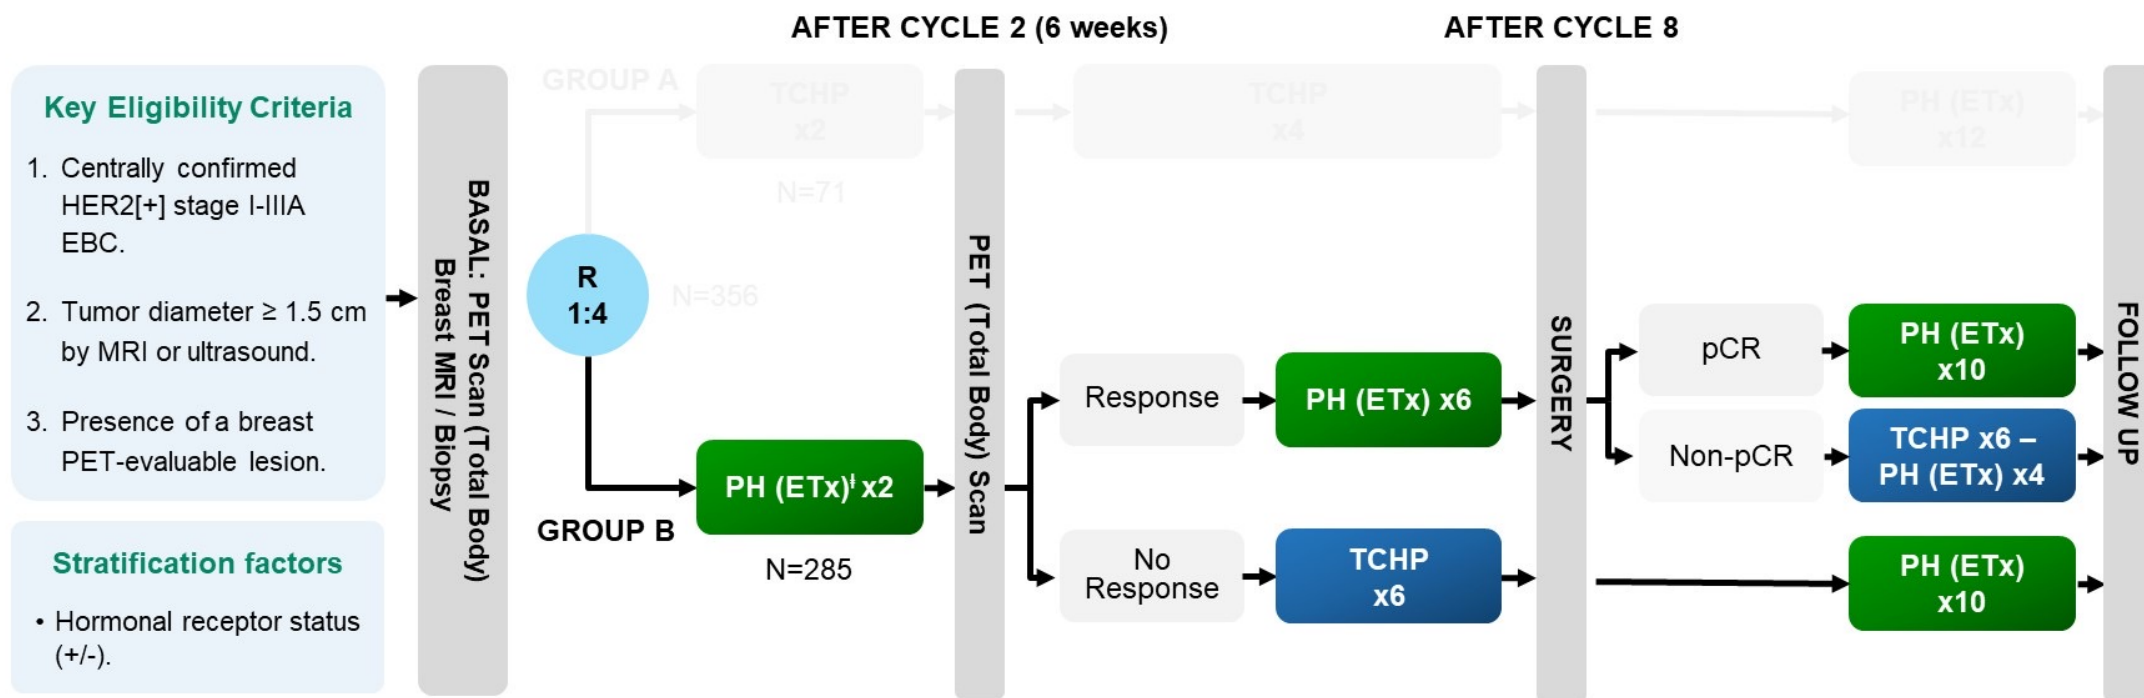 AFTER CYCLE 2 (6 weeks)
AFTER CYCLE 8
Key Eligibility Criteria
1. Centrally confirmed
HER2[+] stage I-IIIA
EBC.
2. Tumor diameter ≥ 1.5 cm
by MRI or ultrasound.
3. Presence of a breast
PET-evaluable lesion.
Stratification factors
• Hormonal receptor status
(+/-).
BASAL: PET Scan (Total Body)
Breast MRI / Biopsy
GROUP A
TCHP
x2
N=71
R
1:4
N=356
GROUP B
PH (ETx)ǂ x2
N=285
PET (Total Body) Scan
TCHP
x4
Response
PH (ETx) x6
No
Response
TCHP
x6
SURGERY
PH (ETx)
x12
pCR
PH (ETx)
x10
Non-pCR
TCHP x6 –
PH (ETx) x4
PH (ETx)
x10
FOLLOW UP